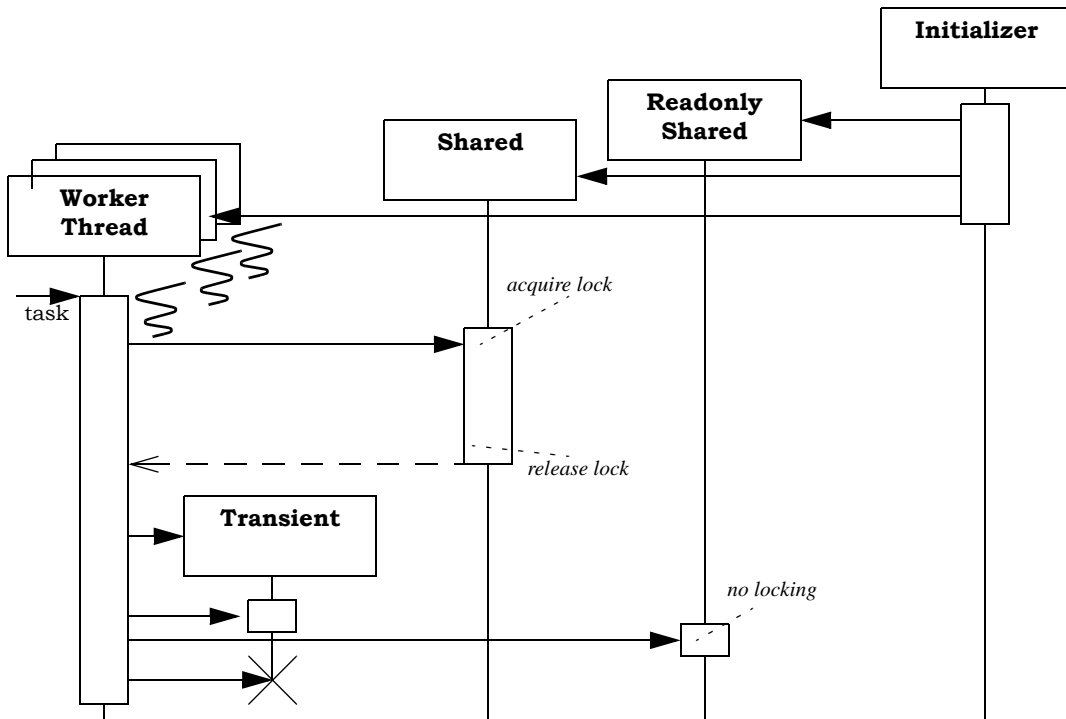 Initializer
Readonly
Shared
Shared
Worker
Thread
acquire lock
task
release lock
Transient
no locking